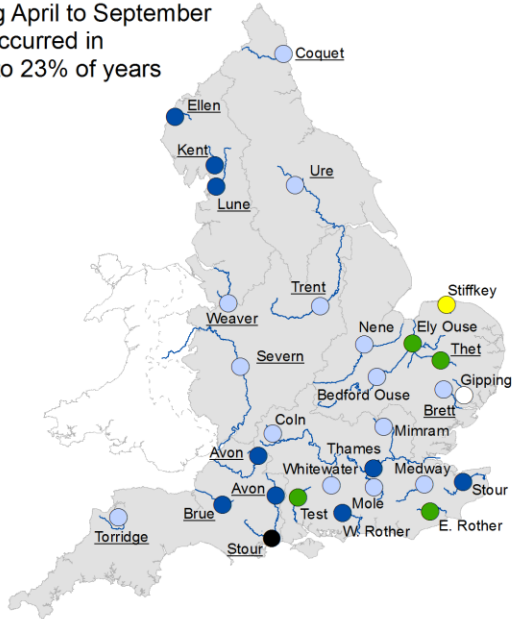 g April to September
ccurred in
o 23% of years
Coquet
Ellen
Kent
Ure
Lune
Trent
Stiffkey
Weaver
Nene
Ely Ouse
Thet
Severn
Gipping
Bedford Ouse
Brett
Coln
Mimram
Avon
Thames
Whitewater
Medway
Avon
Stour
Brue
Test
Mole
E. Rother
W. Rother
Torridge
Stour